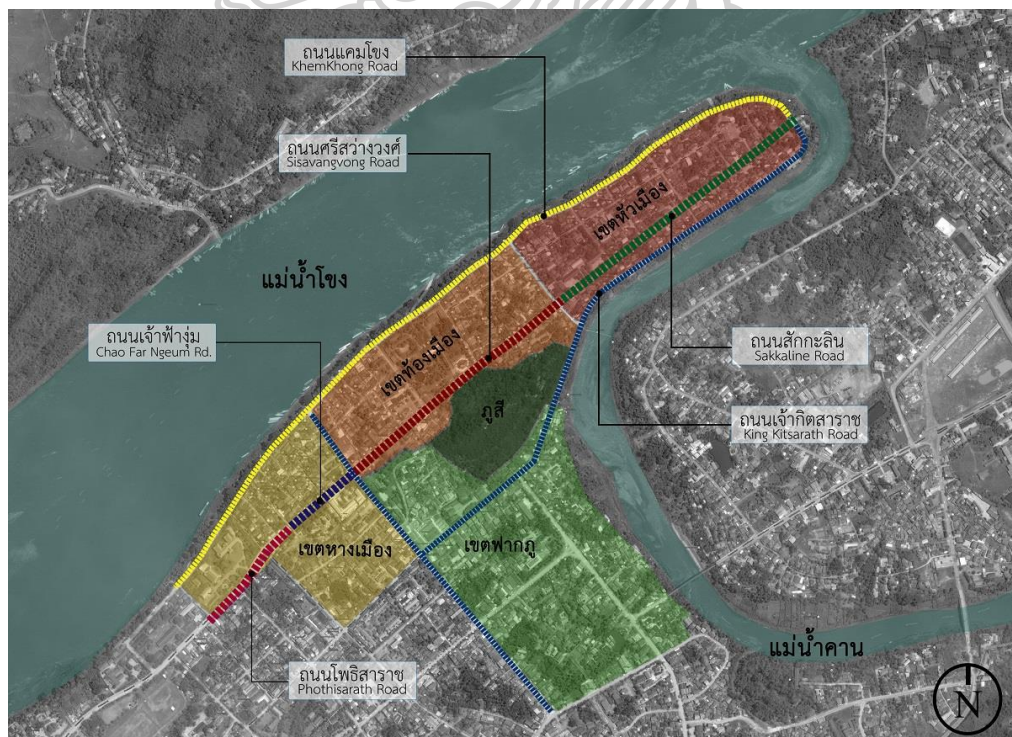 ถนนแคมโขง
KhemKhong Road
ถนนศรีสว่างวงศ์
Sisavangvong Road
เขตหัวเมือง
แม่น้ำโขง
ถนนเจ้าฟ้างุ่ม
Chao Far Ngeum Rd.
เขตท้องเมือง
ถนนสักกะลิน
Sakkaline Road
ภูสี
ถนนเจ้ากิตสาราช
King Kitsarath Road
เขตหางเมือง
เขตฟากภู
แม่น้ำคาน
ถนนโพธิสาราช
Phothisarath Road
N